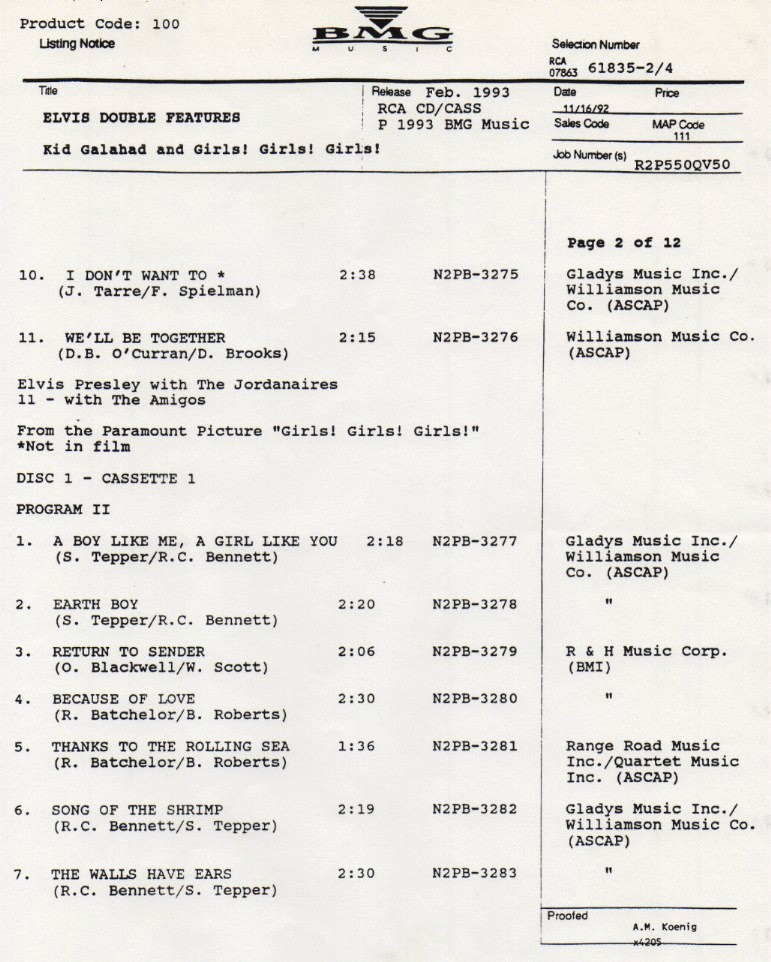 Product Code: 100
Listing Notice
BMG
MUSIC
Selection Number
RCA
07863 61835-2/4
Title
ELVIS DOUBLE FEATURES
Kid Galahad and Girls! Girls! Girls!
Release Feb. 1993
RCA CD/CASS
P 1993 BMG Music
Date
11/16/92
Price
Sales Code
MAP Code
111
Job Number(s) R2P550QV50
Page 2 of 12
10. I DON'T WANT TO * 2:38 N2PB-3275 Gladys Music Inc./
(J. Tarre/F. Spielman) Williamson Music
Co. (ASCAP)
11. WE'LL BE TOGETHER 2:15 N2PB-3276 Williamson Music Co.
(D.B. O'Curran/D. Brooks) (ASCAP)
Elvis Presley with The Jordanaires
11 - with The Amigos
From the Paramount Picture "Girls! Girls! Girls!"
*Not in film
DISC 1 - CASSETTE 1
PROGRAM II
1. A BOY LIKE ME, A GIRL LIKE YOU 2:18 N2PB-3277 Gladys Music Inc./
(S. Tepper/R.C. Bennett) Williamson Music
Co. (ASCAP)
2. EARTH BOY 2:20 N2PB-3278 "
(S. Tepper/R.C. Bennett)
3. RETURN TO SENDER 2:06 N2PB-3279 R & H Music Corp.
(O. Blackwell/W. Scott) (BMI)
4. BECAUSE OF LOVE 2:30 N2PB-3280 "
(R. Batchelor/B. Roberts)
5. THANKS TO THE ROLLING SEA 1:36 N2PB-3281 Range Road Music
(R. Batchelor/B. Roberts) Inc./Quartet Music
Inc. (ASCAP)
6. SONG OF THE SHRIMP 2:19 N2PB-3282 Gladys Music Inc./
(R.C. Bennett/S. Tepper) Williamson Music Co.
(ASCAP)
7. THE WALLS HAVE EARS 2:30 N2PB-3283 "
(R.C. Bennett/S. Tepper)
Proofed
A.M. Koenig
x4205